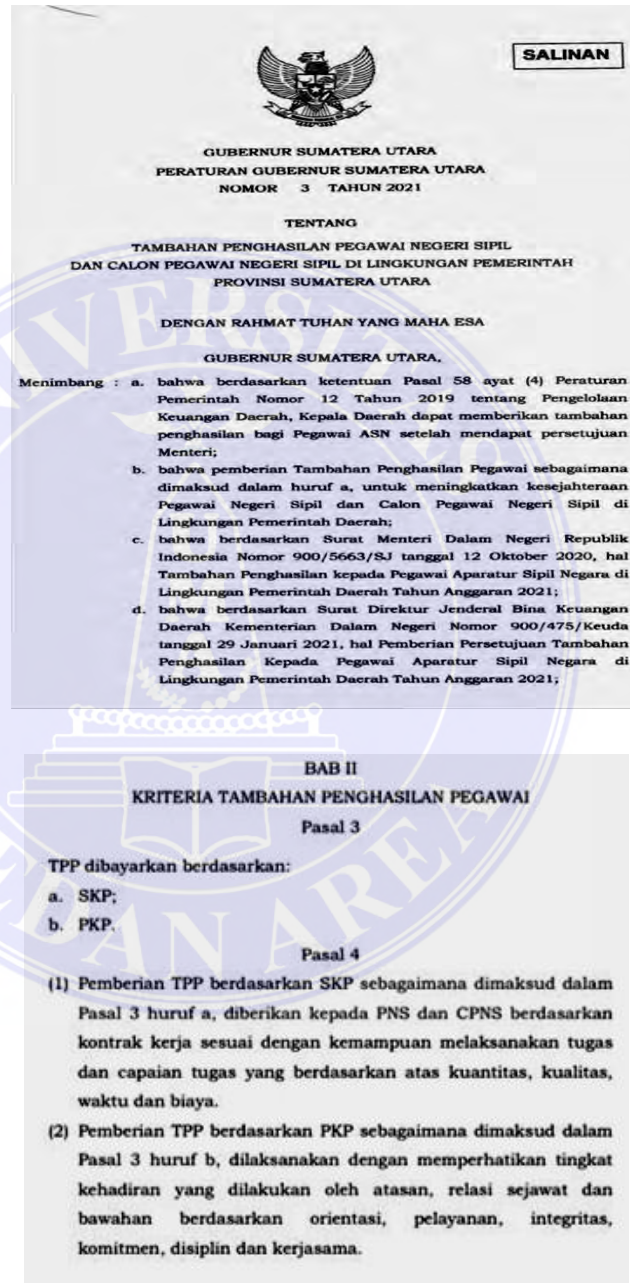 SALINAN
GUBERNUR SUMATERA UTARA
PERATURAN GUBERNUR SUMATERA UTARA
NOMOR 3 TAHUN 2021
TENTANG
TAMBAHAN PENGHASILAN PEGAWAI NEGERI SIPIL
DAN CALON PEGAWAI NEGERI SIPIL DI LINGKUNGAN PEMERINTAH
PROVINSI SUMATERA UTARA
DENGAN RAHMAT TUHAN YANG MAHA ESA
GUBERNUR SUMATERA UTARA,
Menimbang : a. bahwa berdasarkan ketentuan Pasal 58 ayat (4) Peraturan
Pemerintah Nomor 12 Tahun 2019 tentang Pengelolaan
Keuangan Daerah, Kepala Daerah dapat memberikan tambahan
penghasilan bagi Pegawai ASN setelah mendapat persetujuan
Menteri;
b. bahwa pemberian Tambahan Penghasilan Pegawai sebagaimana
dimaksud dalam huruf a, untuk meningkatkan kesejahteraan
Pegawai Negeri Sipil dan Calon Pegawai Negeri Sipil di
Lingkungan Pemerintah Daerah;
c. bahwa berdasarkan Surat Menteri Dalam Negeri Republik
Indonesia Nomor 900/5663/SJ tanggal 12 Oktober 2020, hal
Tambahan Penghasilan kepada Pegawai Aparatur Sipil Negara di
Lingkungan Pemerintah Daerah Tahun Anggaran 2021;
d. bahwa berdasarkan Surat Direktur Jenderal Bina Keuangan
Daerah Kementerian Dalam Negeri Nomor 900/475/Keuda
tanggal 29 Januari 2021, hal Pemberian Persetujuan Tambahan
Penghasilan Kepada Pegawai Aparatur Sipil Negara di
Lingkungan Pemerintah Daerah Tahun Anggaran 2021;
BAB II
KRITERIA TAMBAHAN PENGHASILAN PEGAWAI
Pasal 3
TPP dibayarkan berdasarkan:
a. SKP;
b. PKP.
Pasal 4
(1) Pemberian TPP berdasarkan SKP sebagaimana dimaksud dalam
Pasal 3 huruf a, diberikan kepada PNS dan CPNS berdasarkan
kontrak kerja sesuai dengan kemampuan melaksanakan tugas
dan capaian tugas yang berdasarkan atas kuantitas, kualitas,
waktu dan biaya.
(2) Pemberian TPP berdasarkan PKP sebagaimana dimaksud dalam
Pasal 3 huruf b, dilaksanakan dengan memperhatikan tingkat
kehadiran yang dilakukan oleh atasan, relasi sejawat dan
bawahan berdasarkan orientasi, pelayanan, integritas,
komitmen, disiplin dan kerjasama.